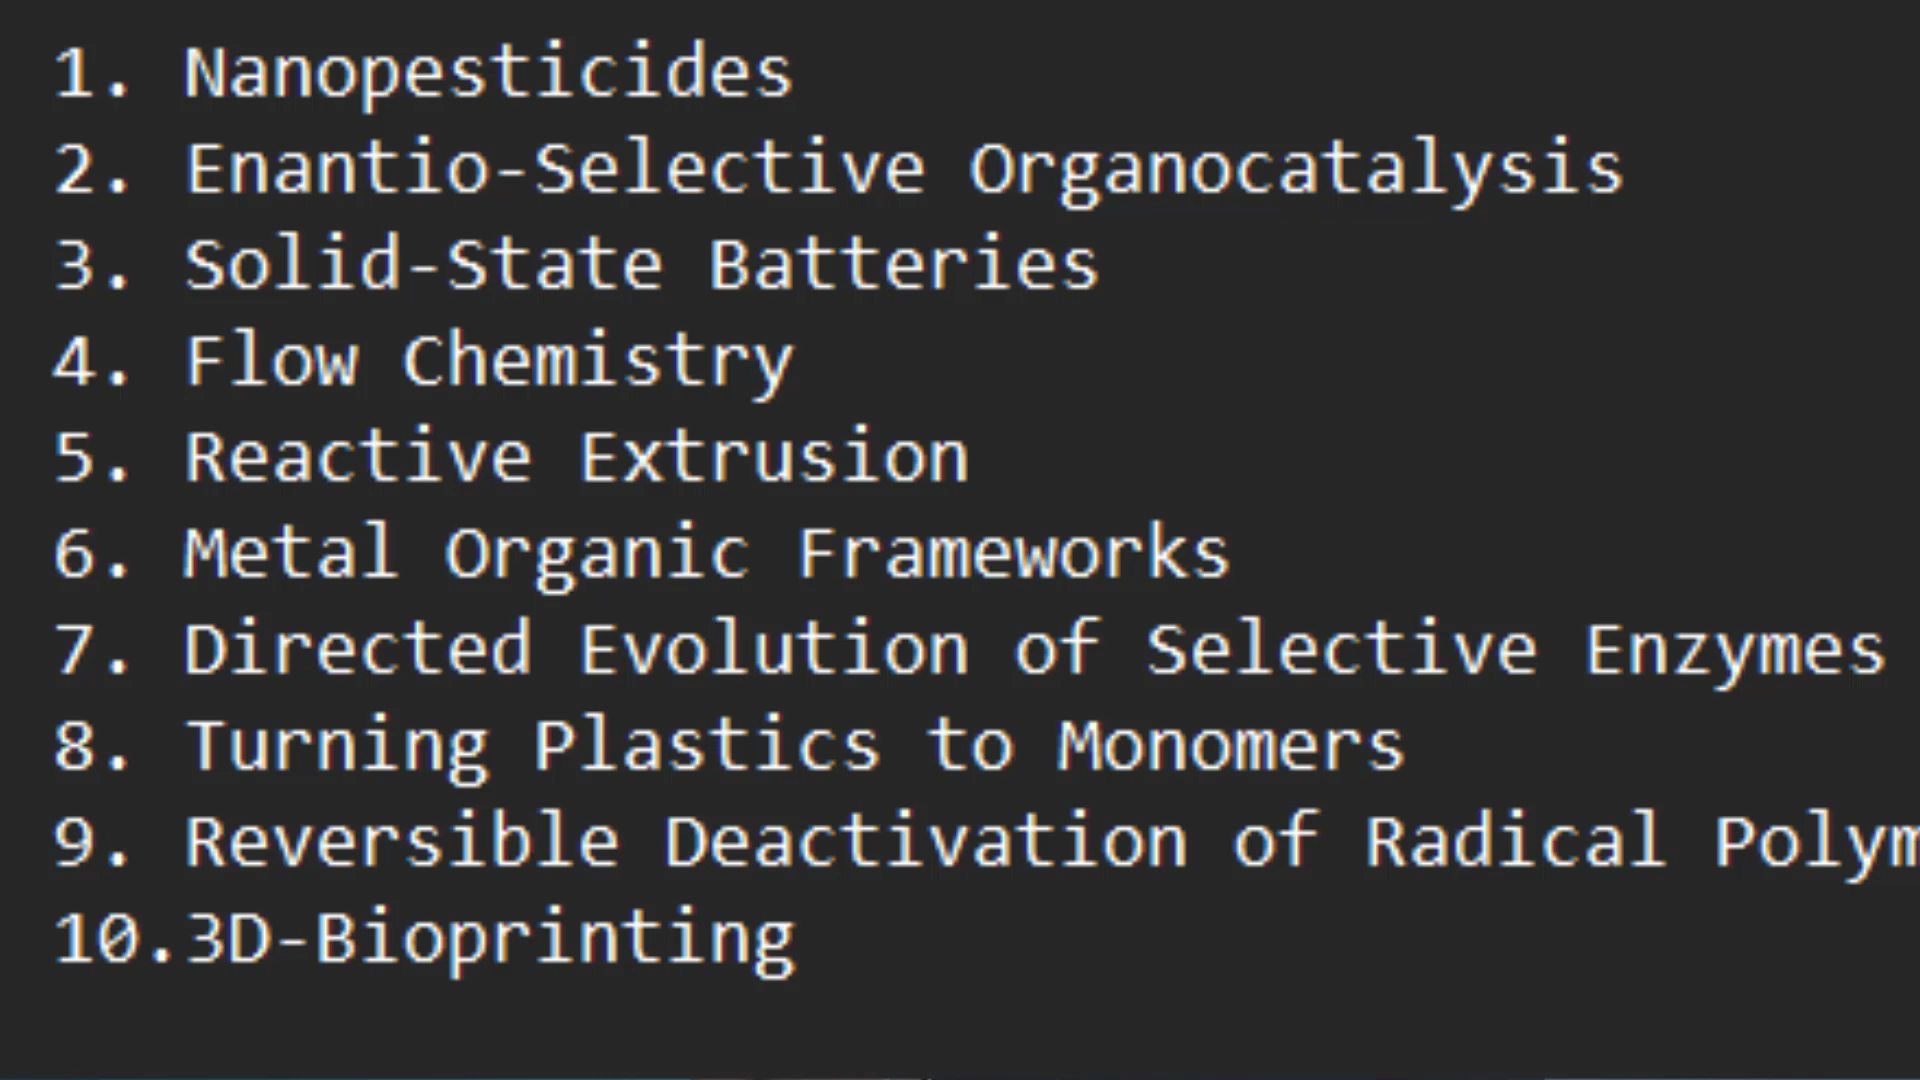 1. Nanopesticides
2. Enantio-Selective Organocatalysis
3. Solid-State Batteries
4. Flow Chemistry
5. Reactive Extrusion
6. Metal Organic Frameworks
7. Directed Evolution of Selective Enzymes
8. Turning Plastics to Monomers
9. Reversible Deactivation of Radical Polym
10.3D-Bioprinting